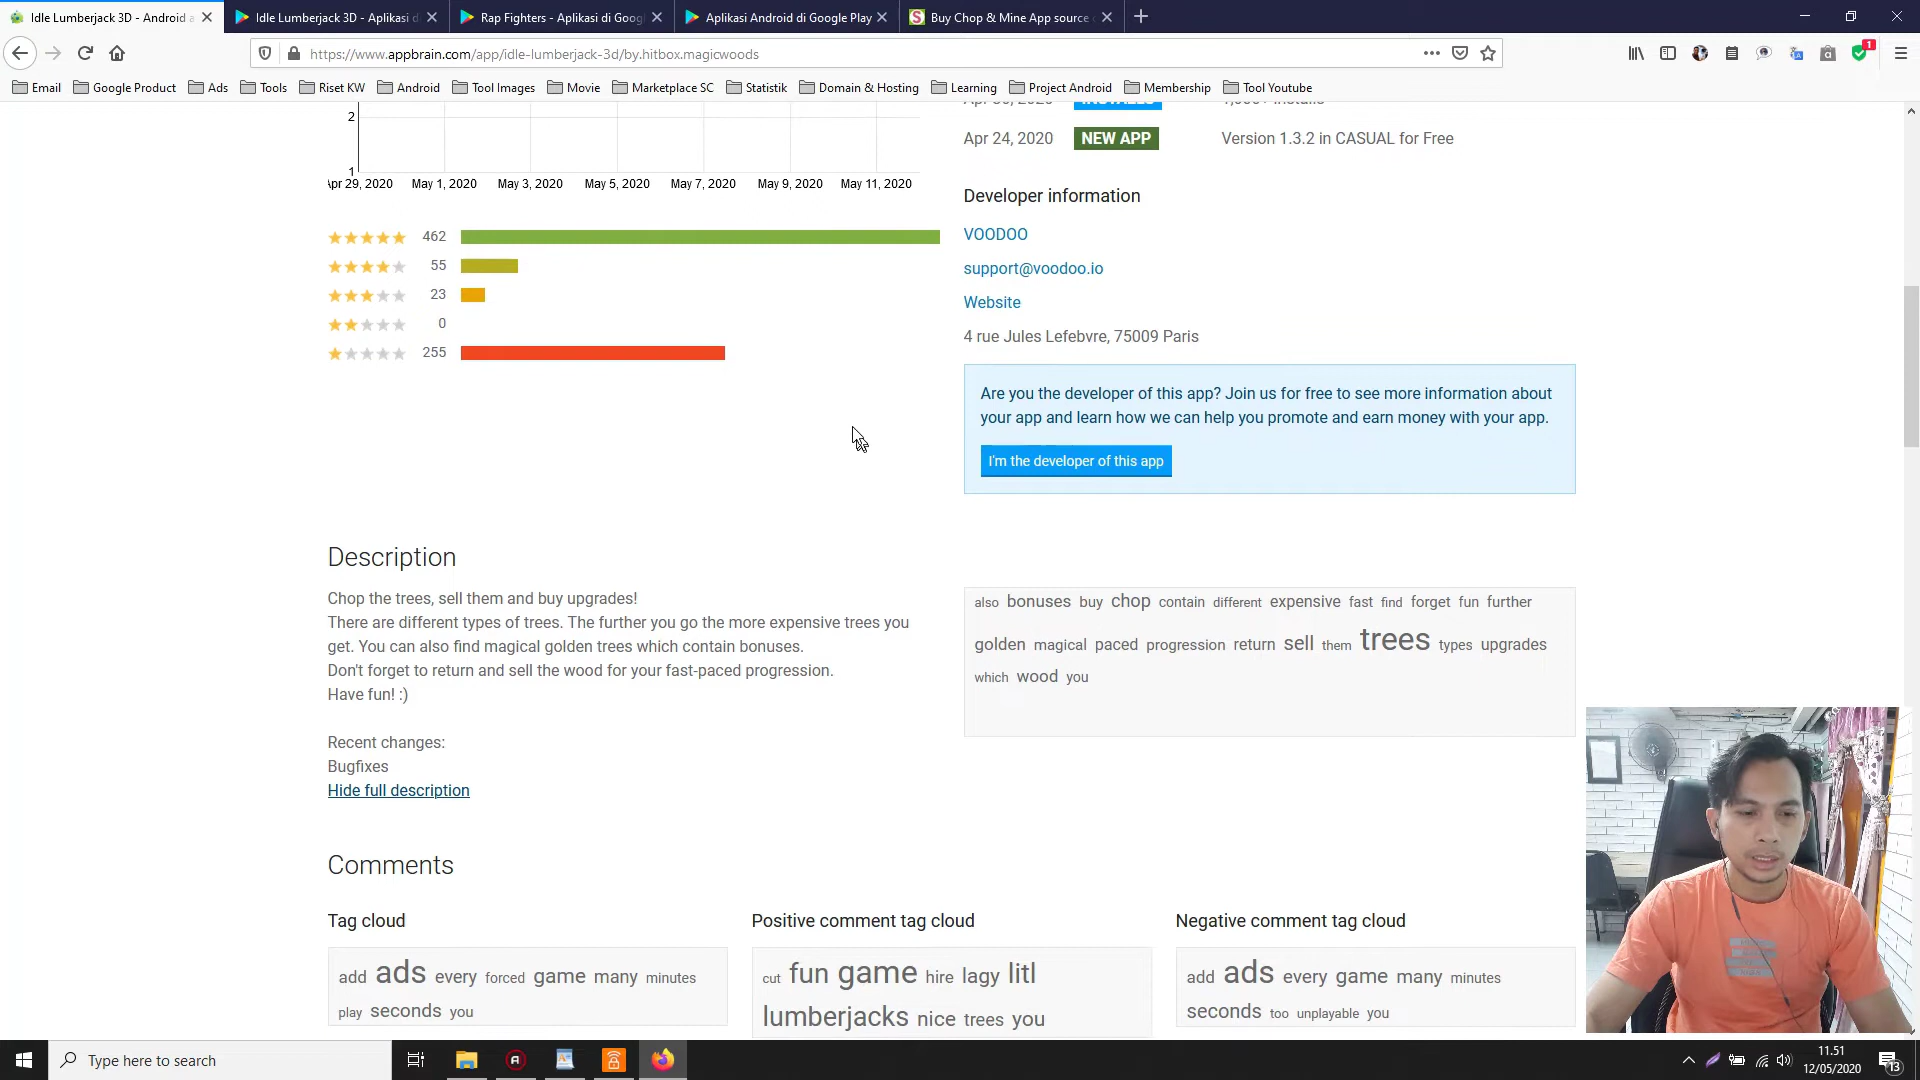 Idle Lumberjack 3D - Android a
Idle Lumberjack 3D - Aplikasi di
Rap Fighters - Aplikasi di Goog
Aplikasi Android di Google Play
Buy Chop & Mine App source
https://www.appbrain.com/app/idle-lumberjack-3d/by.hitbox.magicwoods
1
Email
Google Product
Ads
Tools
Riset KW
Android
Tool Images
Movie
Marketplace SC
Statistik
Domain & Hosting
Learning
Project Android
Membership
Tool Youtube
2
1
Apr 29, 2020
May 1, 2020
May 3, 2020
May 5, 2020
May 7, 2020
May 9, 2020
May 11, 2020
462
55
23
0
255
Apr 24, 2020 NEW APP Version 1.3.2 in CASUAL for Free
Developer information
VOODOO
support@voodoo.io
Website
4 rue Jules Lefebvre, 75009 Paris
Are you the developer of this app? Join us for free to see more information about
your app and learn how we can help you promote and earn money with your app.
I'm the developer of this app
Description
Chop the trees, sell them and buy upgrades!
There are different types of trees. The further you go the more expensive trees you
get. You can also find magical golden trees which contain bonuses.
Don't forget to return and sell the wood for your fast-paced progression.
Have fun! :)
Recent changes:
Bugfixes
Hide full description
also bonuses buy chop contain different expensive fast find forget fun further
golden magical paced progression return sell them trees types upgrades
which wood you
Comments
Tag cloud
add ads every forced game many minutes
play seconds you
Positive comment tag cloud
cut fun game hire lagy litl
lumberjacks nice trees you
Negative comment tag cloud
add ads every game many minutes
seconds too unplayable you
Type here to search
11.51
12/05/2020
13